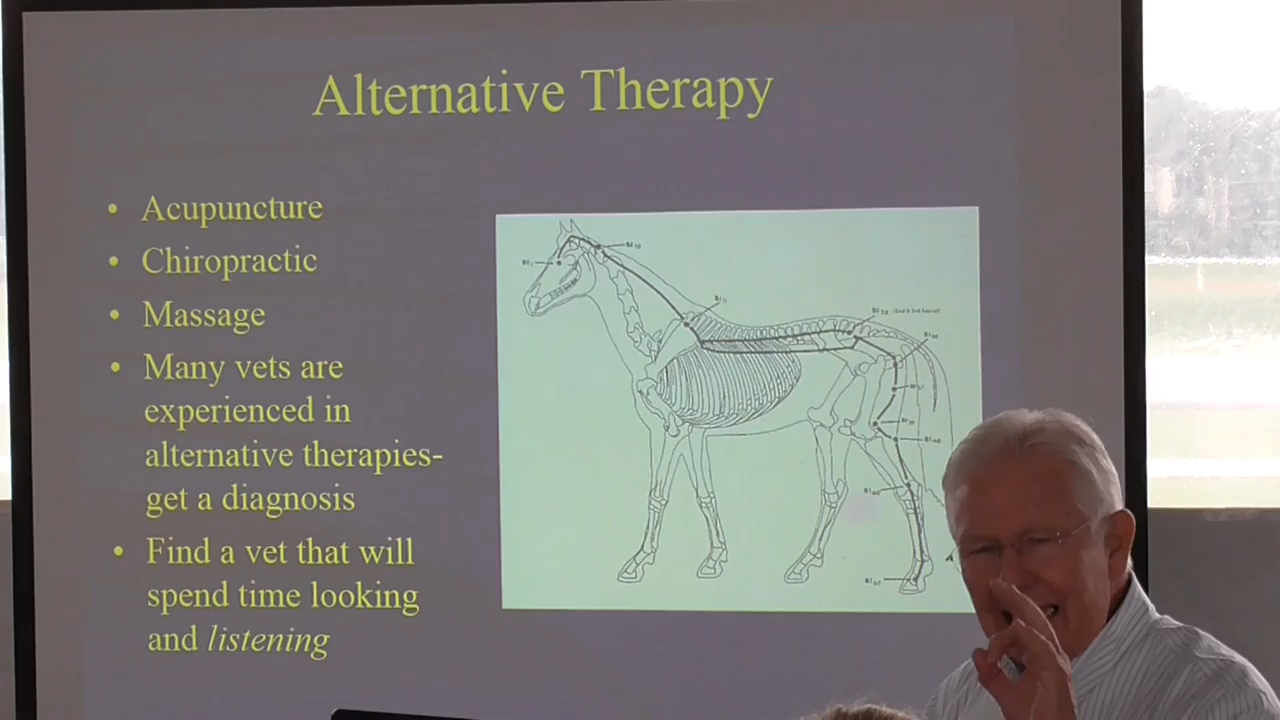 Alternative Therapy
• Acupuncture
• Chiropractic
• Massage
• Many vets are
experienced in
alternative therapies-
get a diagnosis
• Find a vet that will
spend time looking
and listening